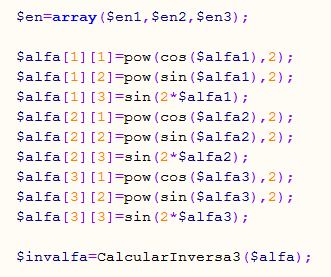 $en=array($en1,$en2,$en3);
$alfa[1][1]=pow(cos($alfa1),2);
$alfa[1][2]=pow(sin($alfa1),2);
$alfa[1][3]=sin(2*$alfa1);
$alfa[2][1]=pow(cos($alfa2),2);
$alfa[2][2]=pow(sin($alfa2),2);
$alfa[2][3]=sin(2*$alfa2);
$alfa[3][1]=pow(cos($alfa3),2);
$alfa[3][2]=pow(sin($alfa3),2);
$alfa[3][3]=sin(2*$alfa3);
$invalfa=CalcularInversa3($alfa);